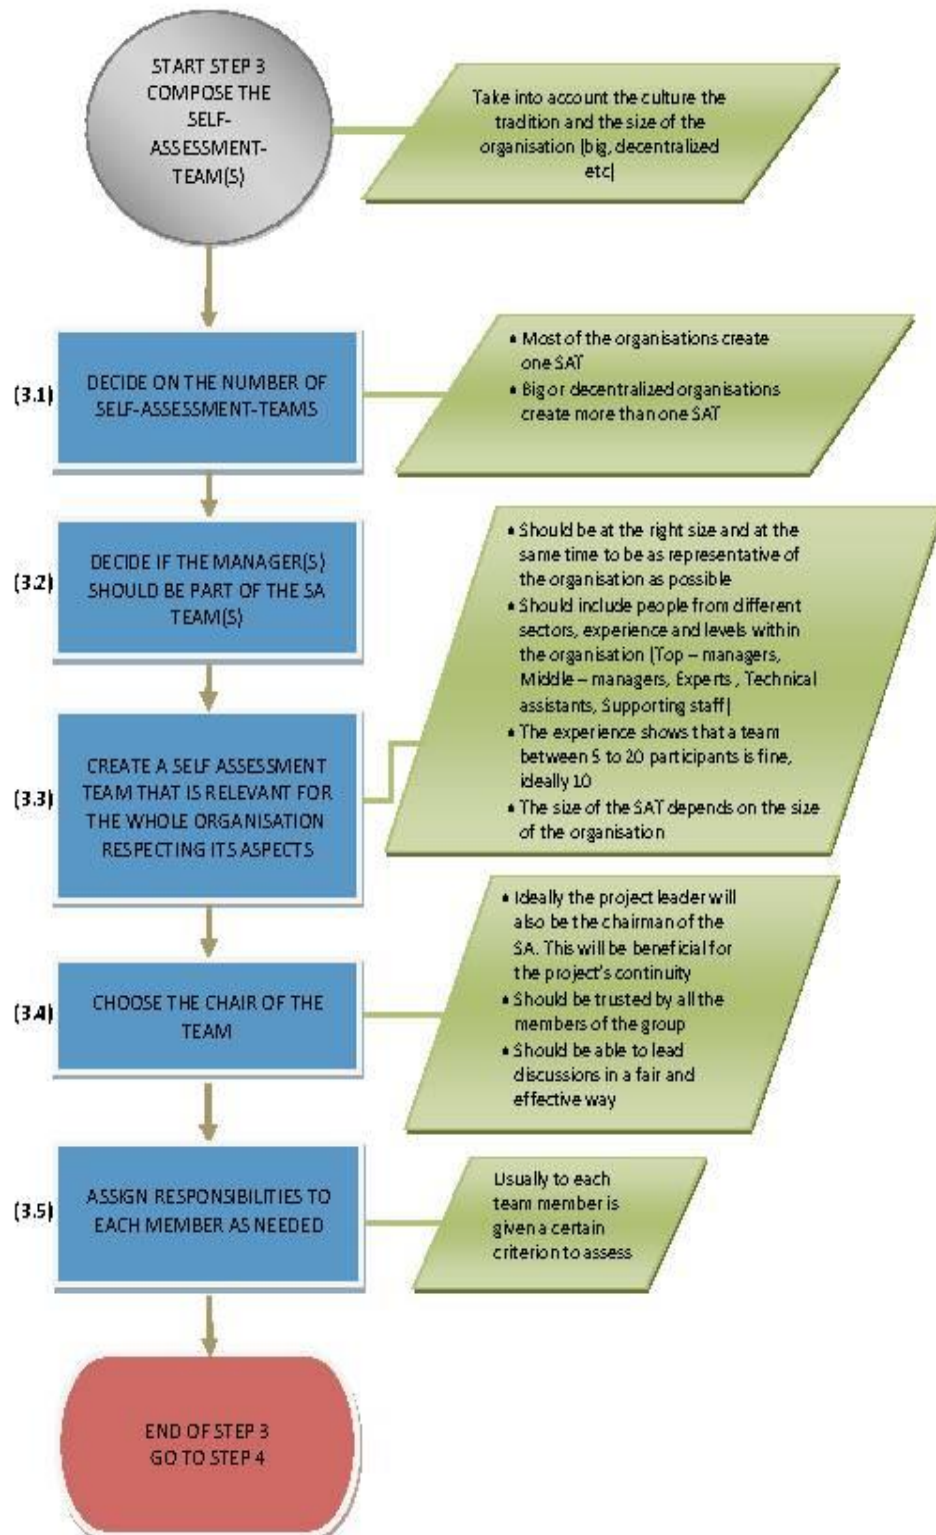 START STEP 3
COMPOSE THE
SELF-
ASSESSMENT-
TEAM(S)
Take into account the culture the
tradition and the size of the
organisation (big, decentralized
etc)
(3.1)
DECIDE ON THE NUMBER OF
SELF-ASSESSMENT-TEAMS
• Most of the organisations create
one SAT
• Big or decentralized organisations
create more than one SAT
(3.2)
DECIDE IF THE MANAGER(S)
SHOULD BE PART OF THE SA
TEAM(S)
(3.3)
CREATE A SELF ASSESSMENT
TEAM THAT IS RELEVANT FOR
THE WHOLE ORGANISATION
RESPECTING ITS ASPECTS
• Should be at the right size and at the
same time to be as representative of
the organisation as possible
• Should include people from different
sectors, experience and levels within
the organisation (Top – managers,
Middle – managers, Experts , Technical
assistants, Supporting staff)
• The experience shows that a team
between 5 to 20 participants is fine,
ideally 10
• The size of the SAT depends on the size
of the organisation
(3.4)
CHOOSE THE CHAIR OF THE
TEAM
• Ideally the project leader will
also be the chairman of the
SA. This will be beneficial for
the project's continuity
• Should be trusted by all the
members of the group
• Should be able to lead
discussions in a fair and
effective way
(3.5)
ASSIGN RESPONSIBILITIES TO
EACH MEMBER AS NEEDED
Usually to each
team member is
given a certain
criterion to assess
END OF STEP 3
GO TO STEP 4